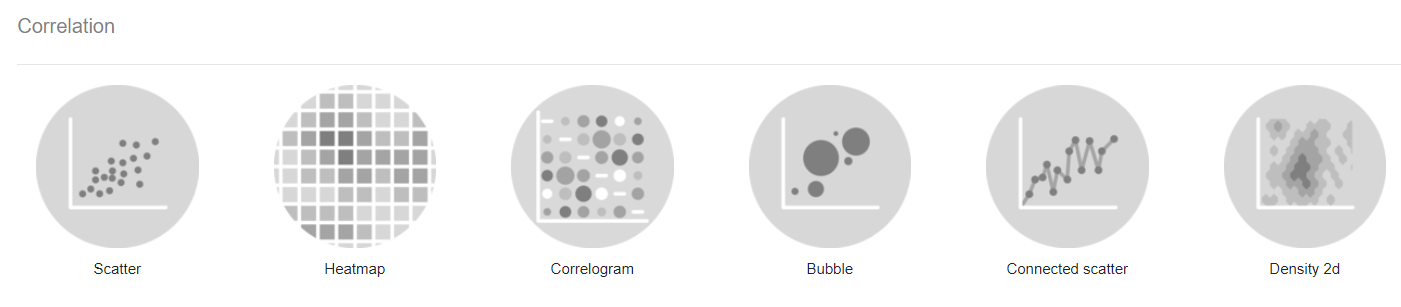 Correlation
Scatter
Heatmap
Correlogram
Bubble
Connected scatter
Density 2d